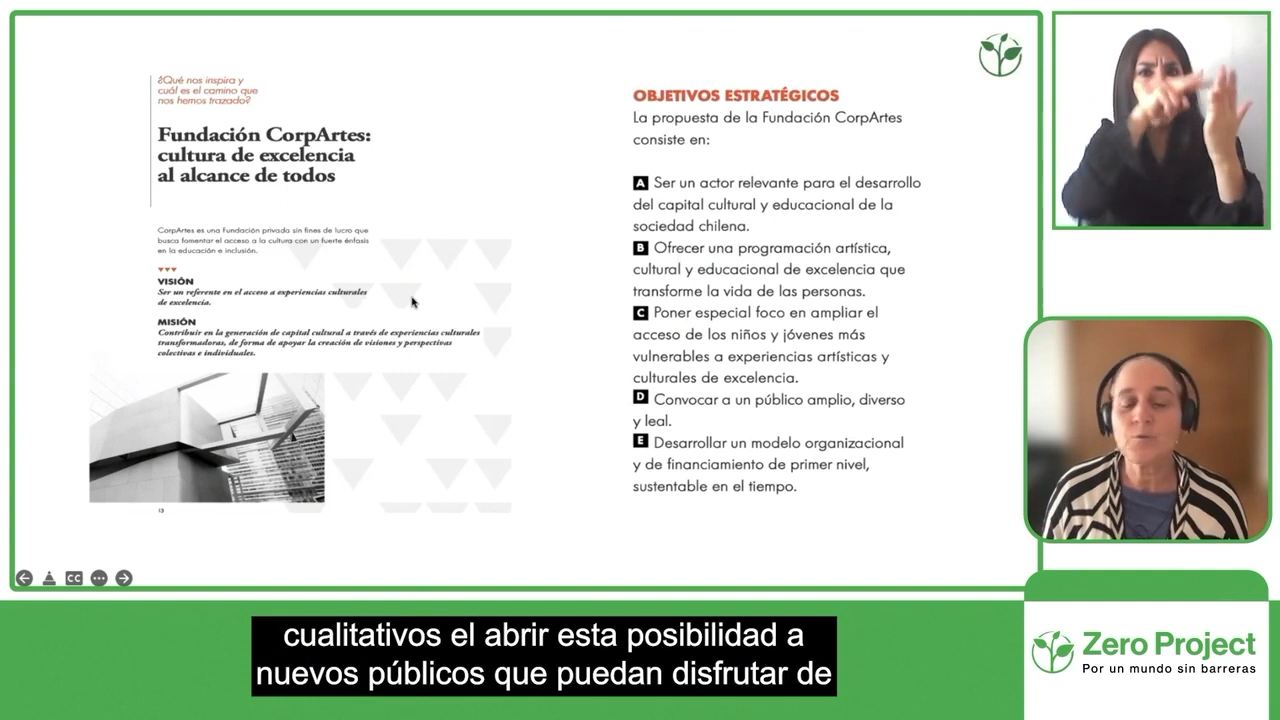 ¿Qué nos inspira y
cuál es el camino que
nos hemos trazado?
Fundación CorpArtes:
cultura de excelencia
al alcance de todos
CorpArtes es una Fundación privada sin fines de lucro que
busca fomentar el acceso a la cultura con un fuerte énfasis
en la educación e inclusión.
VISIÓN
Ser un referente en el acceso a experiencias culturales
de excelencia.
MISIÓN
Contribuir en la generación de capital cultural a través de experiencias culturales
transformadoras, de forma de apoyar la creación de visiones y perspectivas
colectivas e individuales.
13
OBJETIVOS ESTRATÉGICOS
La propuesta de la Fundación CorpArtes
consiste en:
A Ser un actor relevante para el desarrollo
del capital cultural y educacional de la
sociedad chilena.
B Ofrecer una programación artística,
cultural y educacional de excelencia que
transforme la vida de las personas.
C Poner especial foco en ampliar el
acceso de los niños y jóvenes más
vulnerables a experiencias artísticas y
culturales de excelencia.
D Convocar a un público amplio, diverso
y leal.
E Desarrollar un modelo organizacional
y de financiamiento de primer nivel,
sustentable en el tiempo.
CC
cualitativos el abrir esta posibilidad a
nuevos públicos que puedan disfrutar de
Zero Project
Por un mundo sin barreras